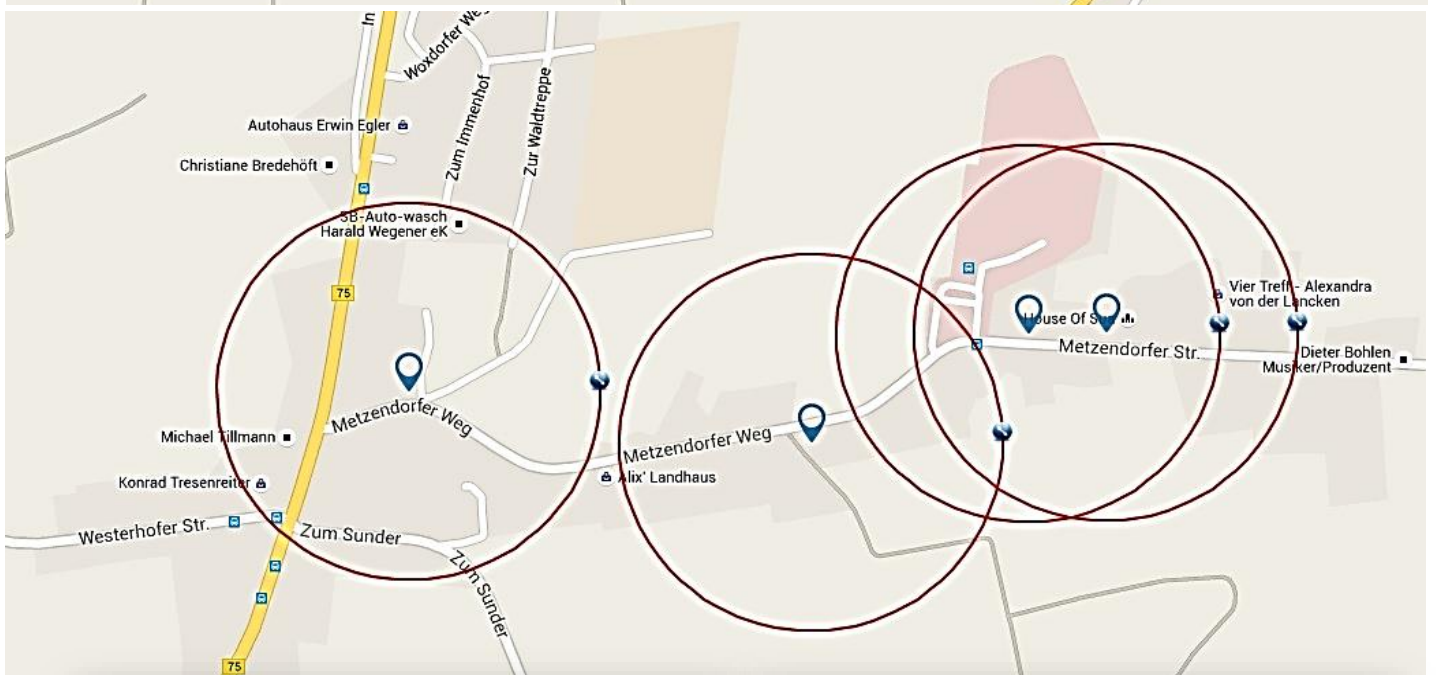 In
Woxdorfer Weg
Autohaus Erwin Egler
Zum Immenhof
Zur Waldtreppe
Christiane Bredehöft
SB-Auto-wasch
Harald Wegener eK
75
Vier Treff - Alexandra
von der Lancken
House Of
Metzendorfer Str.
Dieter Bohlen
Musiker/Produzent
Metzendorfer Weg
Michael Tillmann
Metzendorfer Weg
Alix' Landhaus
Konrad Tresenreiter
Westerhofer Str.
Zum Sunder
Zum Sunder
75